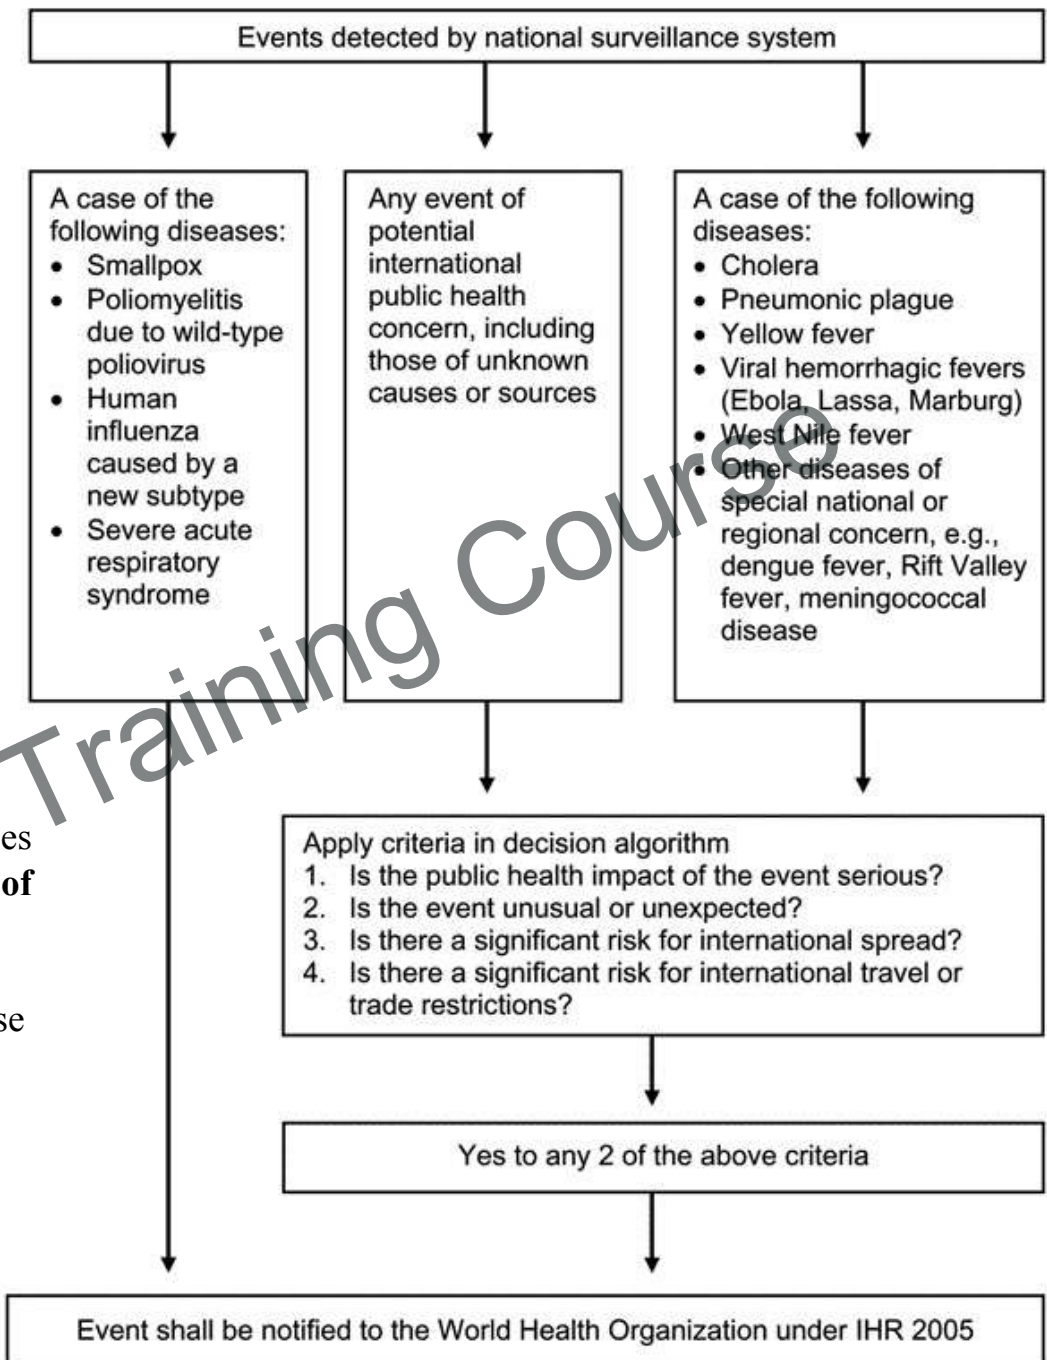 Events detected by national surveillance system
A case of the
following diseases:
• Smallpox
• Poliomyelitis
due to wild-type
poliovirus
• Human
influenza
caused by a
new subtype
• Severe acute
respiratory
syndrome
Any event of
potential
international
public health
concern, including
those of unknown
causes or sources
A case of the following
diseases:
• Cholera
• Pneumonic plague
• Yellow fever
• Viral hemorrhagic fevers
(Ebola, Lassa, Marburg)
• West Nile fever
• Other diseases of
special national or
regional concern, e.g.,
dengue fever, Rift Valley
fever, meningococcal
disease
Training Course
es
of
se
Apply criteria in decision algorithm
1. Is the public health impact of the event serious?
2. Is the event unusual or unexpected?
3. Is there a significant risk for international spread?
4. Is there a significant risk for international travel or
trade restrictions?
Yes to any 2 of the above criteria
Event shall be notified to the World Health Organization under IHR 2005